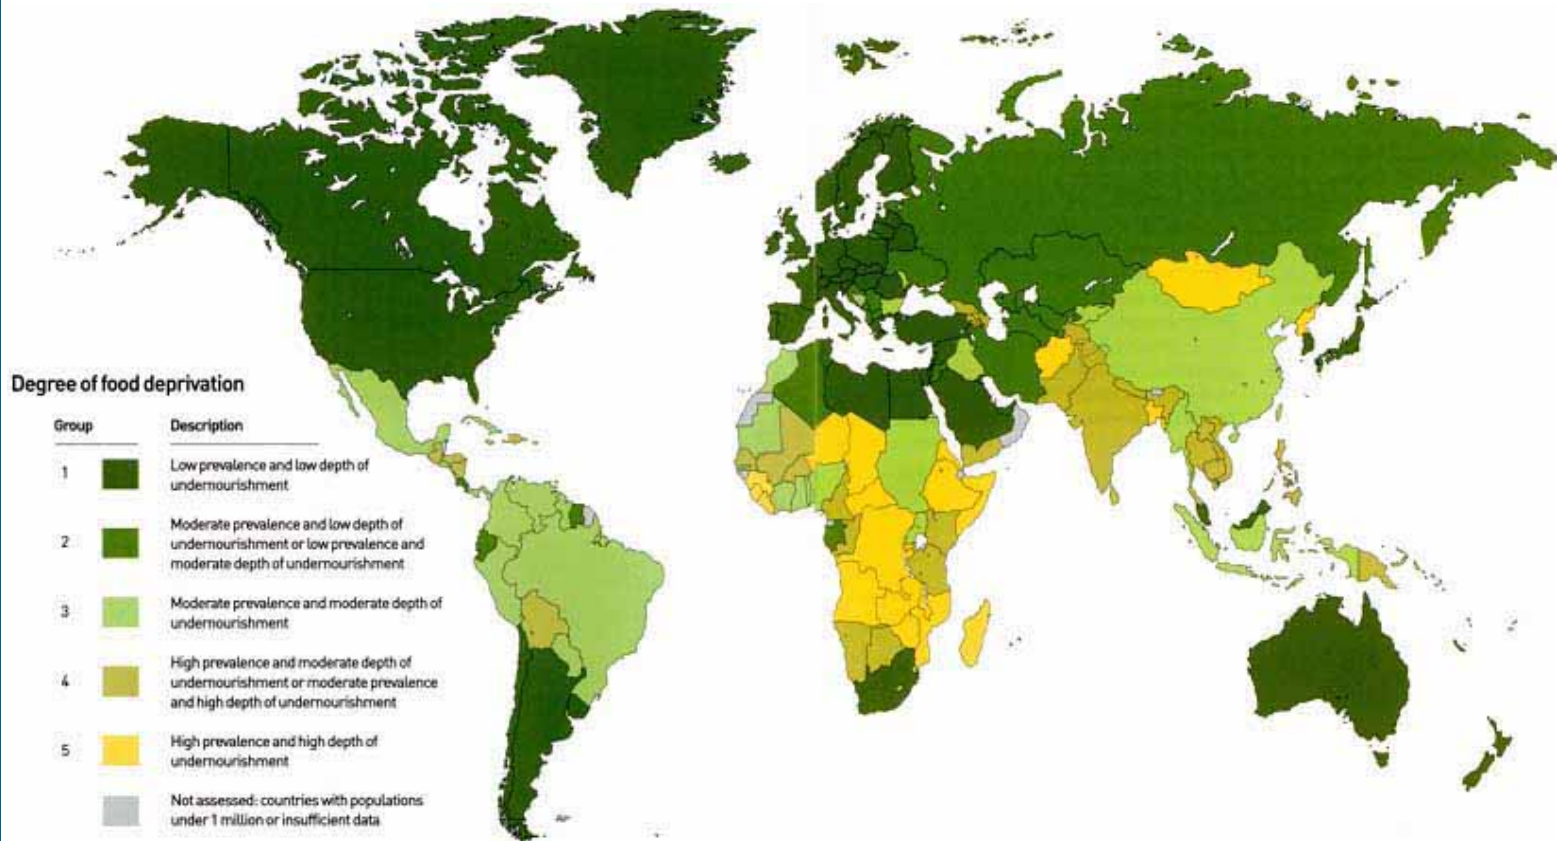 Degree of food deprivation
Group Description
1 Low prevalence and low depth of
undernourishment
Moderate prevalence and low depth of
2 undernourishment or low prevalence and
moderate depth of undernourishment
3 Moderate prevalence and moderate depth of
undernourishment
High prevalence and moderate depth of
4 undernourishment or moderate prevalence
and high depth of undernourishment
5 High prevalence and high depth of
undernourishment
Not assessed: countries with populations
under 1 million or insufficient data